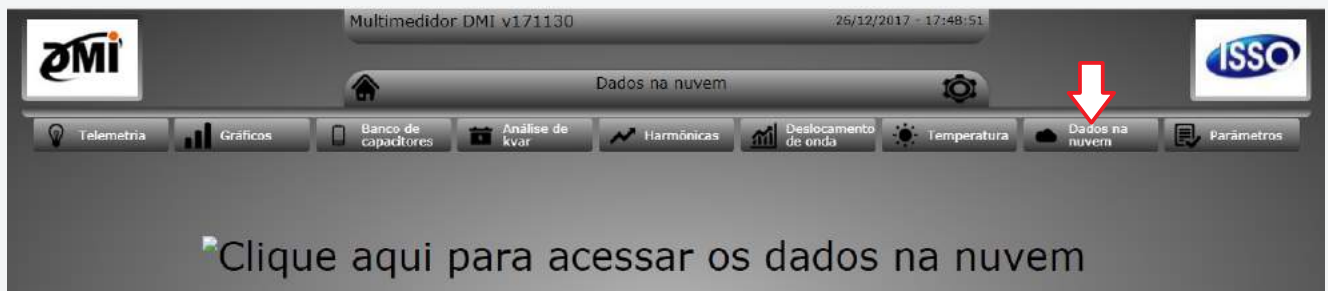 DMI
Multimedidor DMI v171130
26/12/2017 - 17:48:51
ISSO
Dados na nuvem
Telemetria
Gráficos
Banco de
capacitores
Análise de
kvar
Harmônicas
Deslocamento
de onda
Temperatura
Dados na
nuvem
Parâmetros
Clique aqui para acessar os dados na nuvem